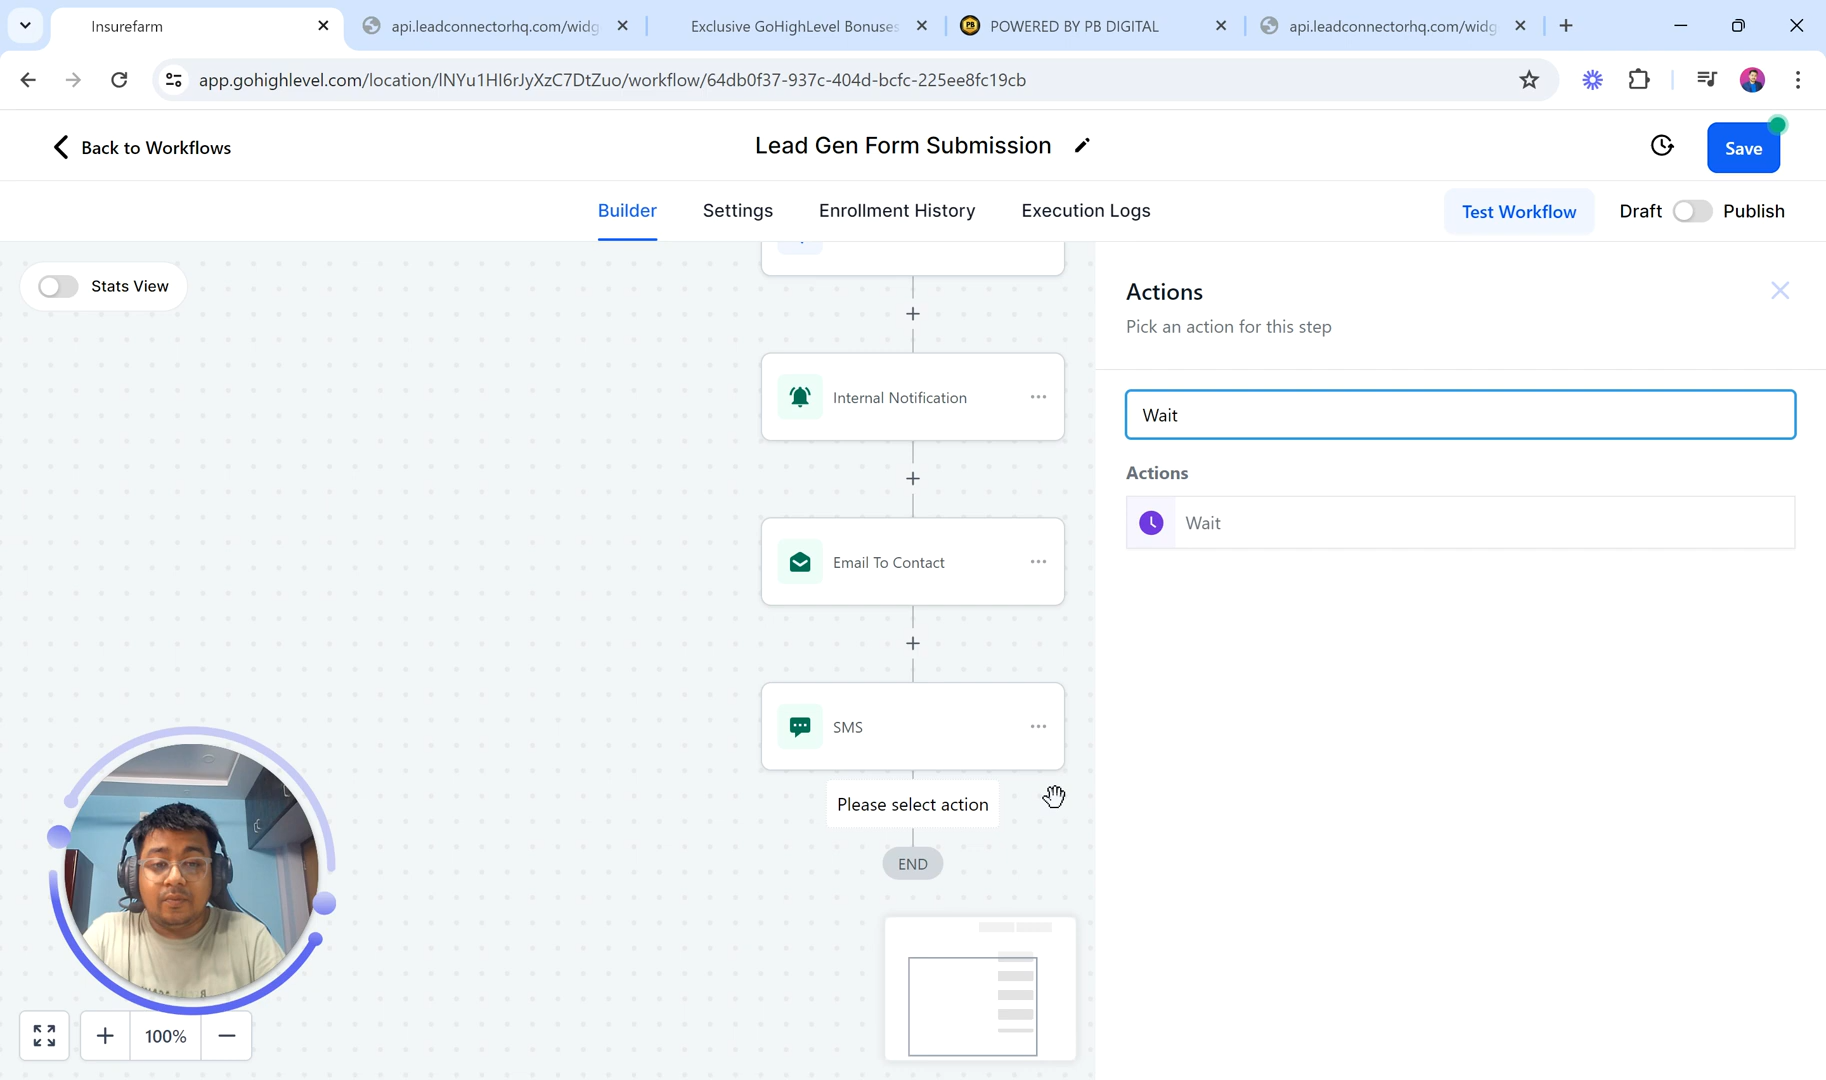 Insurefarm
api.leadconnectorhq.com/widg
Exclusive GoHighLevel Bonuses
POWERED BY PB DIGITAL
api.leadconnectorhq.com/widg
app.gohighlevel.com/location/lNYu1HI6rJyXzC7DtZuo/workflow/64db0f37-937c-404d-bcfc-225ee8fc19cb
Back to Workflows
Lead Gen Form Submission
Save
Builder
Settings
Enrollment History
Execution Logs
Test Workflow
Draft
Publish
Stats View
Actions
Pick an action for this step
Wait
Actions
Wait
Internal Notification
Email To Contact
SMS
Please select action
END
100%